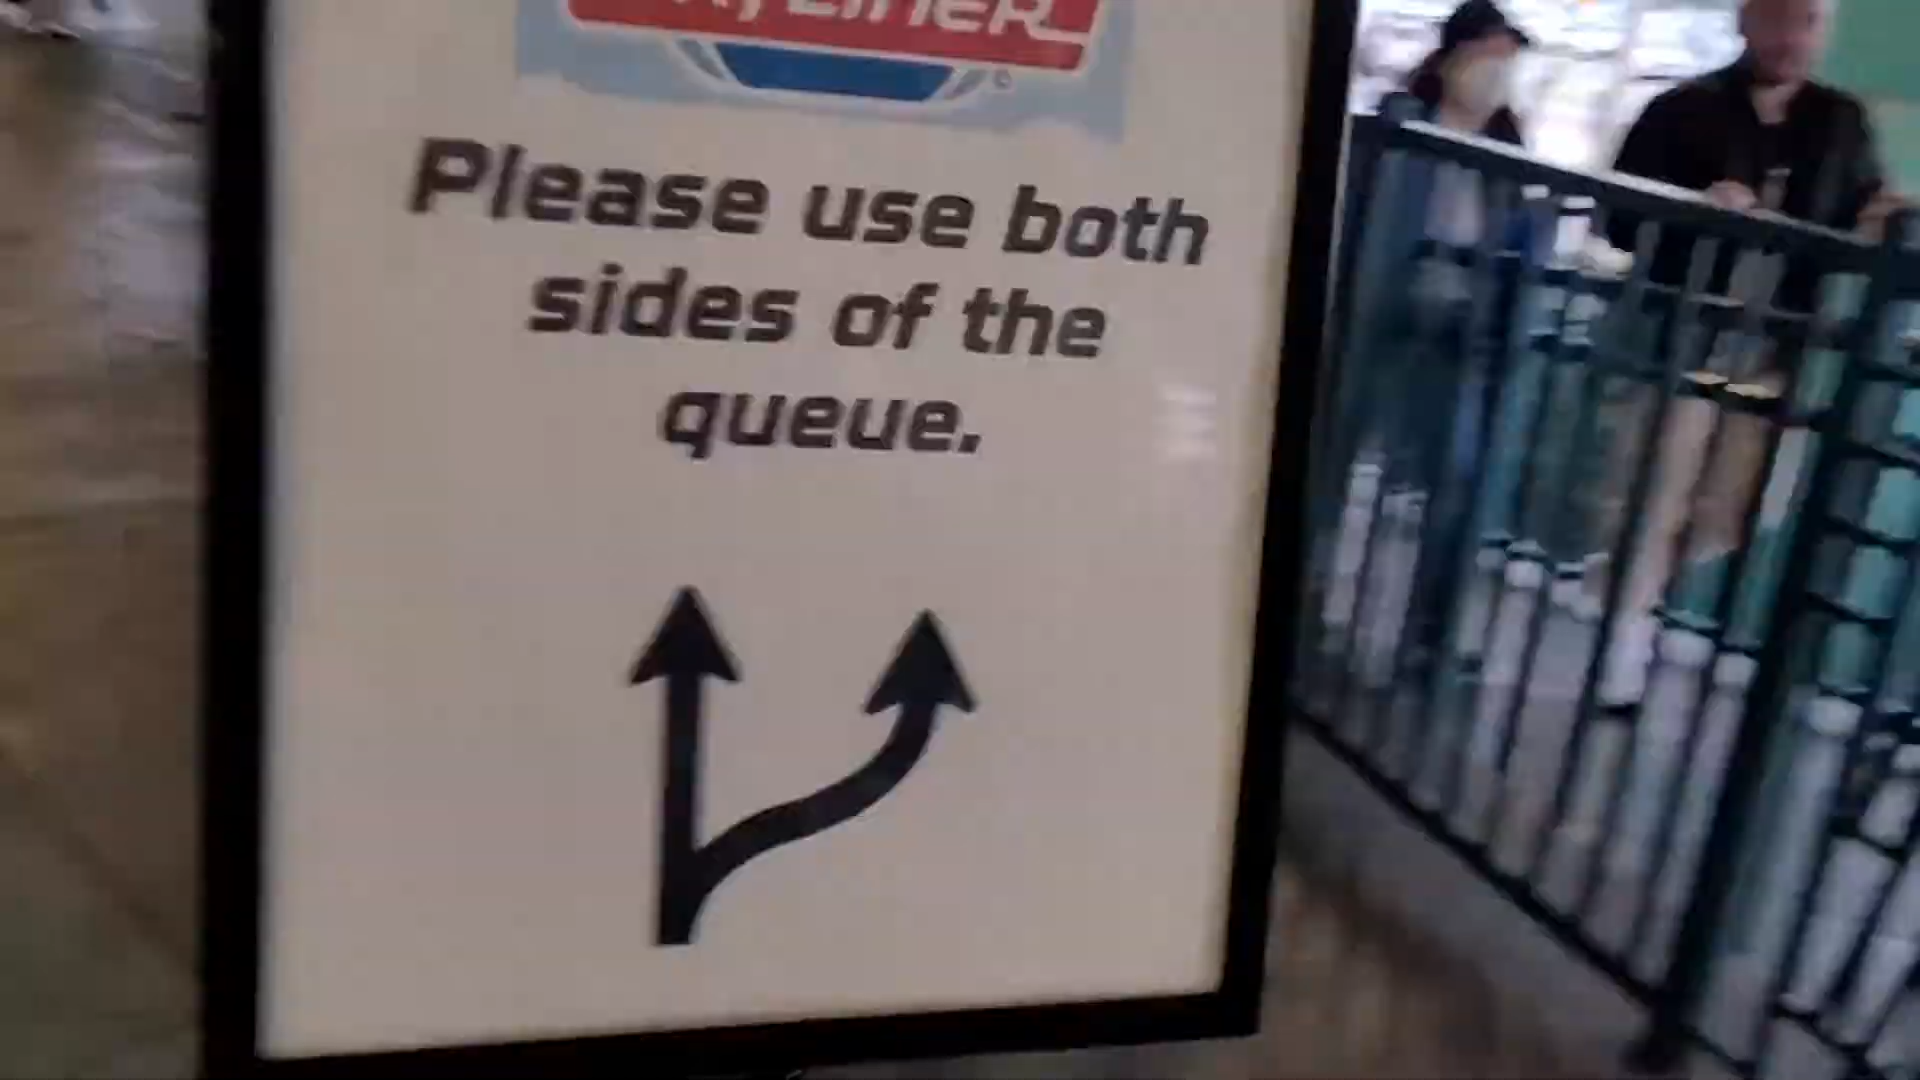 Please use both
sides of the
queue.